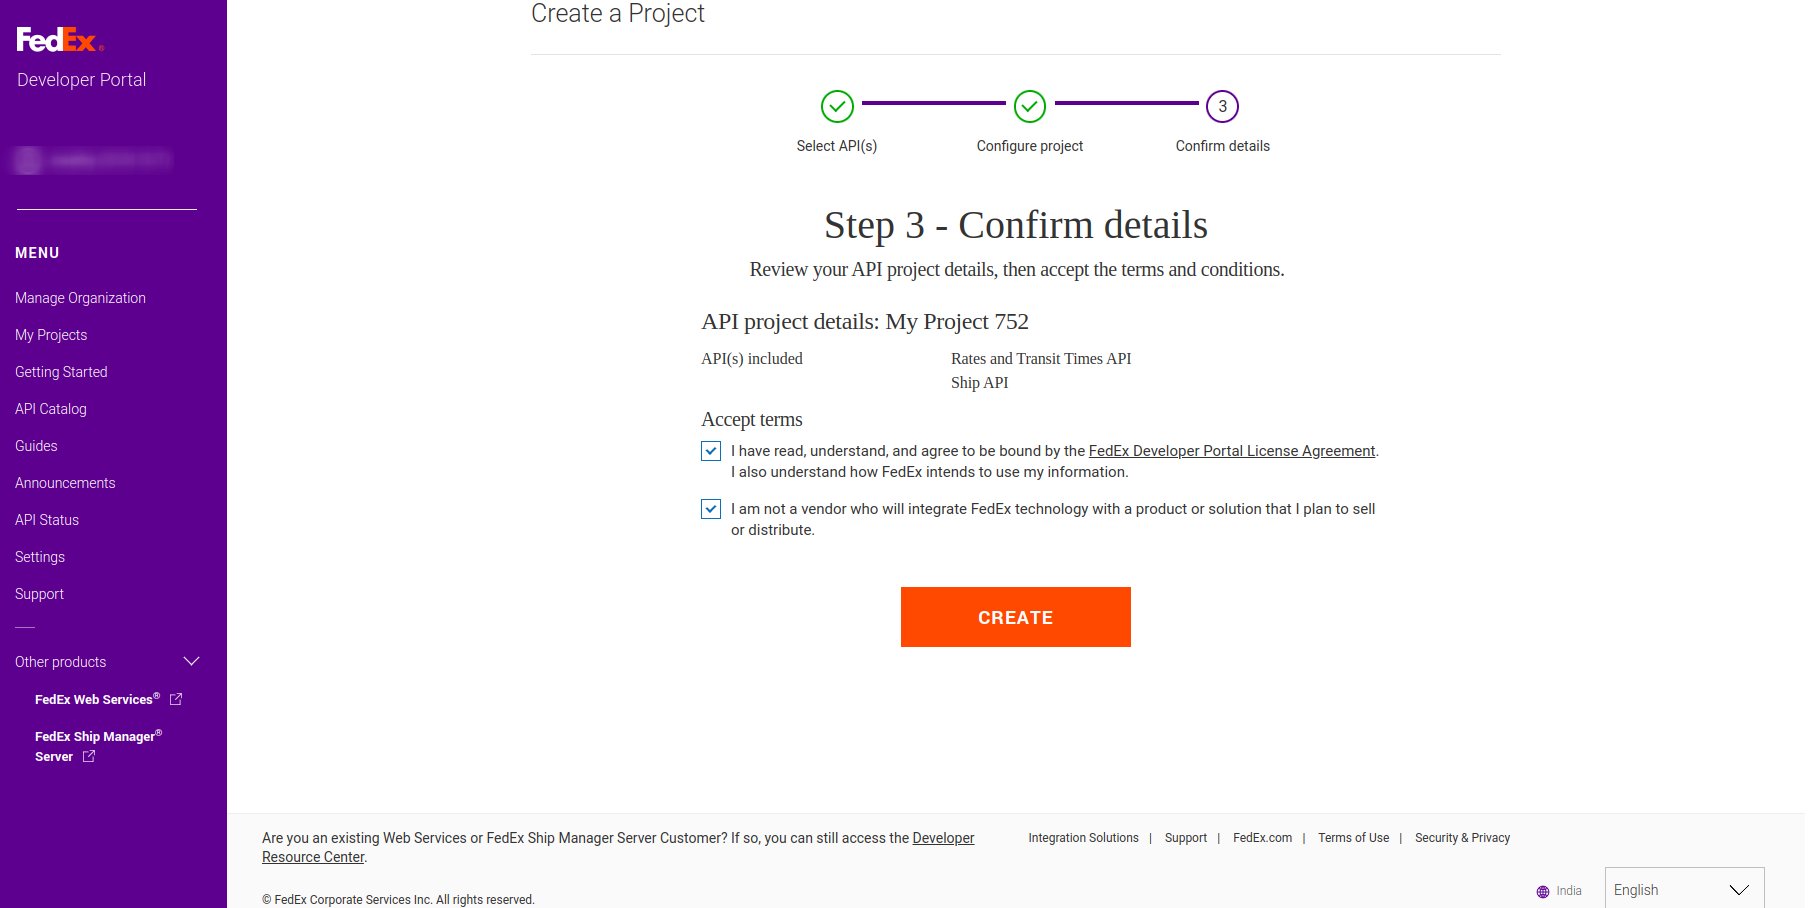 FedEx®
Developer Portal
MENU
Manage Organization
My Projects
Getting Started
API Catalog
Guides
Announcements
API Status
Settings
Support
Other products
FedEx Web Services®
FedEx Ship Manager®
Server
Create a Project
3
Select API(s)
Configure project
Confirm details
Step 3 - Confirm details
Review your API project details, then accept the terms and conditions.
API project details: My Project 752
API(s) included
Rates and Transit Times API
Ship API
Accept terms
I have read, understand, and agree to be bound by the FedEx Developer Portal License Agreement.
I also understand how FedEx intends to use my information.
I am not a vendor who will integrate FedEx technology with a product or solution that I plan to sell
or distribute.
CREATE
Are you an existing Web Services or FedEx Ship Manager Server Customer? If so, you can still access the Developer
Resource Center.
Integration Solutions | Support | FedEx.com | Terms of Use | Security & Privacy
© FedEx Corporate Services Inc. All rights reserved.
India
English